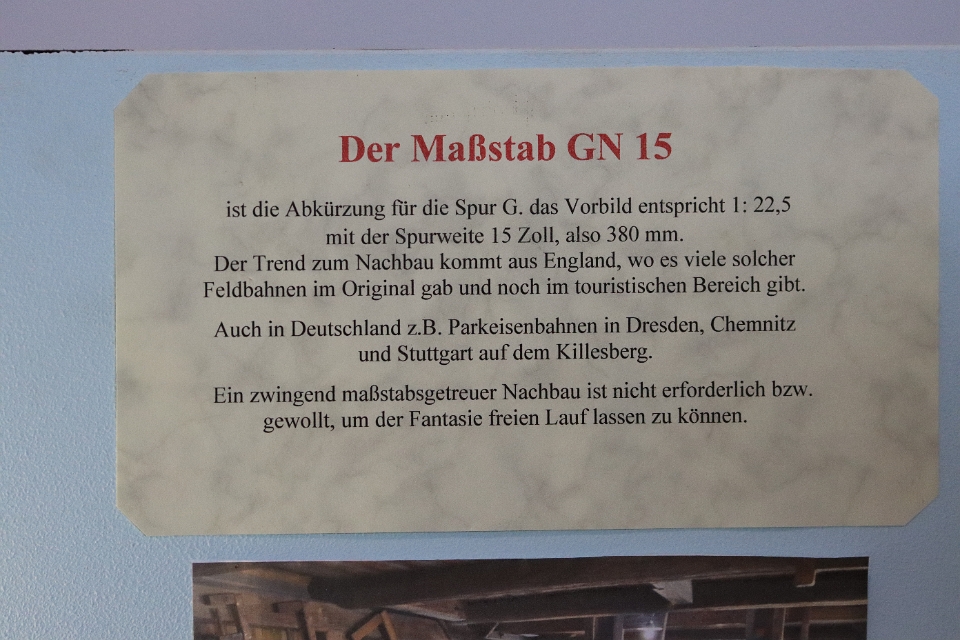 Der Maßstab GN 15
ist die Abkürzung für die Spur G. das Vorbild entspricht 1: 22,5
mit der Spurweite 15 Zoll, also 380 mm.
Der Trend zum Nachbau kommt aus England, wo es viele solcher
Feldbahnen im Original gab und noch im touristischen Bereich gibt.
Auch in Deutschland z.B. Parkeisenbahnen in Dresden, Chemnitz
und Stuttgart auf dem Killesberg.
Ein zwingend maßstabsgetreuer Nachbau ist nicht erforderlich bzw.
gewollt, um der Fantasie freien Lauf lassen zu können.